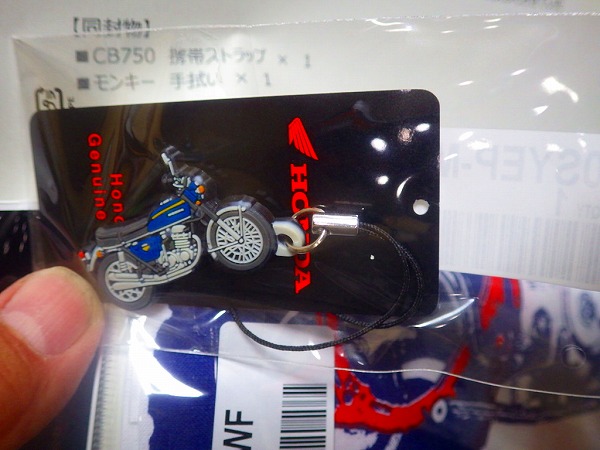 【同封物】
■CB750 携帯ストラップ × 1
■モンキー 手拭い × 1
HONDA
Genuine
WF